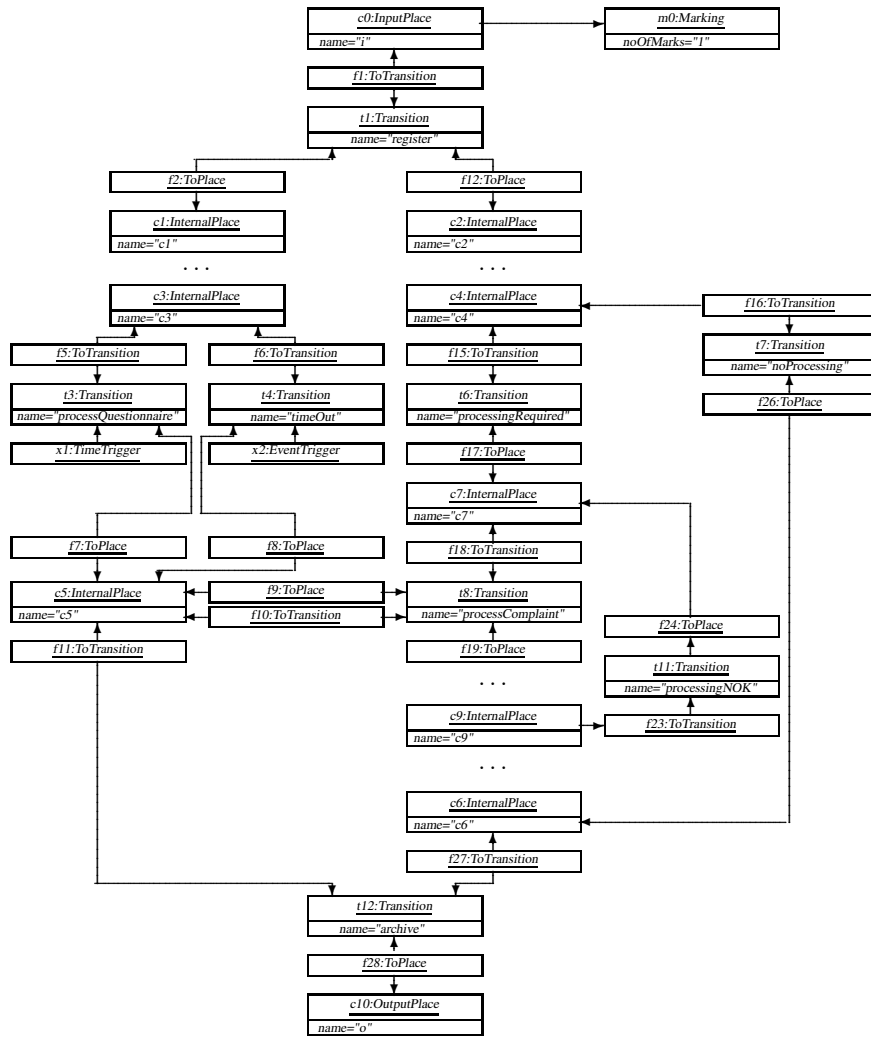 c0:InputPlace
name="i"
m0:Marking
noOfMarks="1"
f1:ToTransition
t1:Transition
name="register"
f2:ToPlace
f12:ToPlace
c1:InternalPlace
name="c1"
c2:InternalPlace
name="c2"
. . .
. . .
c3:InternalPlace
name="c3"
c4:InternalPlace
name="c4"
f16:ToTransition
f5:ToTransition
f6:ToTransition
f15:ToTransition
t7:Transition
name="noProcessing"
t3:Transition
name="processQuestionnaire"
t4:Transition
name="timeOut"
t6:Transition
name="processingRequired"
f26:ToPlace
x1:TimeTrigger
x2:EventTrigger
f17:ToPlace
c7:InternalPlace
name="c7"
f7:ToPlace
f8:ToPlace
f18:ToTransition
c5:InternalPlace
name="c5"
f9:ToPlace
f10:ToTransition
t8:Transition
name="processComplaint"
f24:ToPlace
f11:ToTransition
f19:ToPlace
t11:Transition
name="processingNOK"
. . .
c9:InternalPlace
name="c9"
f23:ToTransition
. . .
c6:InternalPlace
name="c6"
f27:ToTransition
t12:Transition
name="archive"
f28:ToPlace
c10:OutputPlace
name="o"